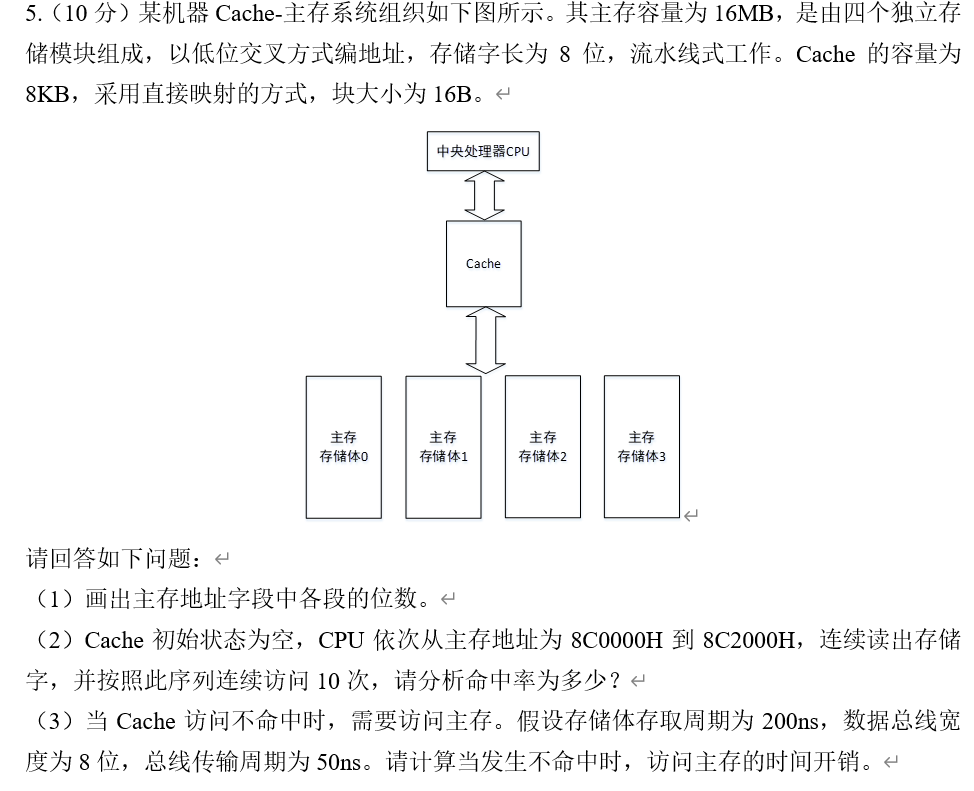 5.（10 分）某机器 Cache-主存系统组织如下图所示。其主存容量为 16MB，是由四个独立存
储模块组成，以低位交叉方式编地址，存储字长为 8 位，流水线式工作。Cache 的容量为
8KB，采用直接映射的方式，块大小为 16B。↵
中央处理器CPU
Cache
主存
存储体0
主存
存储体1
主存
存储体2
主存
存储体3
↵
请回答如下问题：↵
（1）画出主存地址字段中各段的位数。↵
（2）Cache 初始状态为空，CPU 依次从主存地址为 8C0000H 到 8C2000H，连续读出存储
字，并按照此序列连续访问 10 次，请分析命中率为多少？↵
（3）当 Cache 访问不命中时，需要访问主存。假设存储体存取周期为 200ns，数据总线宽
度为 8 位，总线传输周期为 50ns。请计算当发生不命中时，访问主存的时间开销。↵